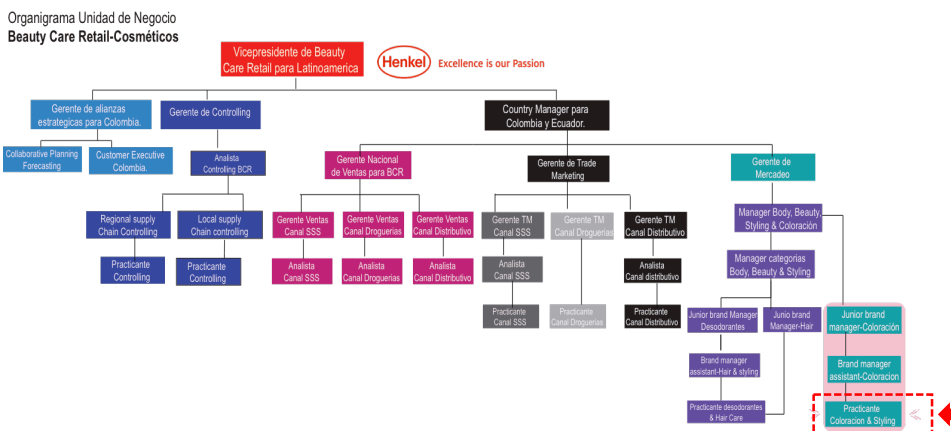 Organigrama Unidad de Negocio
Beauty Care Retail-Cosméticos
Vicepresidente de Beauty
Care Retail para Latinoamerica
Henkel
Excellence is our Passion
Gerente de alianzas
estrategicas para Colombia.
Gerente de Controlling
Country Manager para
Colombia y Ecuador.
Collaborative Planning
Forecasting
Customer Executive
Colombia.
Analista
Controlling BCR
Gerente Nacional
de Ventas para BCR
Gerente de Trade
Marketing
Gerente de
Mercadeo
Regional supply
Chain Controlling
Local supply
Chain controlling
Gerente Ventas
Canal SSS
Gerente Ventas
Canal Droguerias
Gerente Ventas
Canal Distributivo
Gerente TM
Canal SSS
Gerente TM
Canal Droguerias
Gerente TM
Canal Distributivo
Manager Body, Beauty,
Styling & Coloración
Practicante
Controlling
Practicante
Controlling
Analista
Canal SSS
Analista
Canal Droguerias
Analista
Canal Distributivo
Analista
Canal SSS
Analista
Canal distributivo
Manager categorias
Body, Beauty & Styling
Practicante
Canal SSS
Practicante
Canal Droguerias
Practicante
Canal Distributivo
Junior brand Manager
Desodorantes
Junio brand
Manager-Hair
Junior brand
manager-Coloración
Brand manager
assistant-Hair & styling
Brand manager
assistant-Coloracion
Practicante desodorantes
& Hair Care
Practicante
Coloracion & Styling